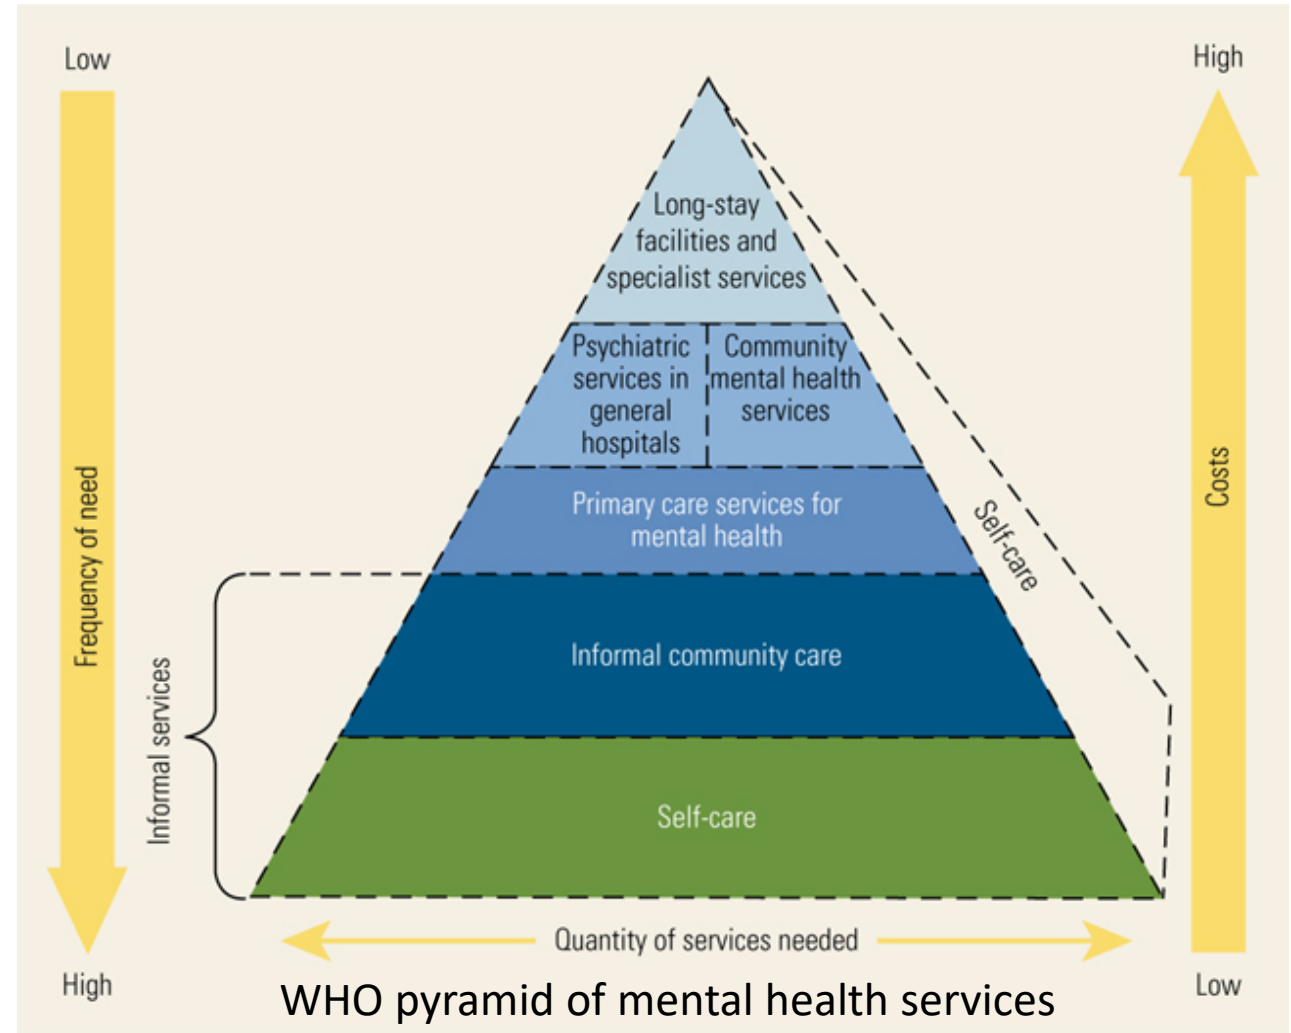 Low
High
Long-stay
facilities and
specialist services
Psychiatric
services in
general
hospitals
Community
mental health
services
Primary care services for
mental health
Frequency of need
Self-care
Costs
Informal services
Informal community care
Self-care
Quantity of services needed
High
Low
WHO pyramid of mental health services